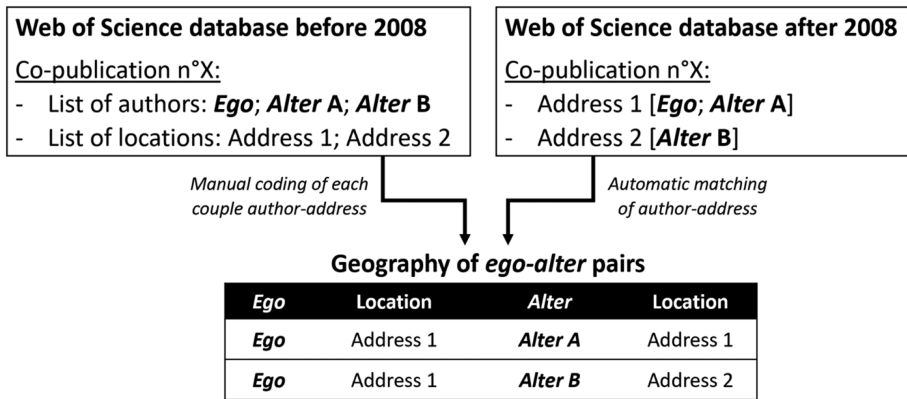 Web of Science database before 2008
Co-publication n°X:
- List of authors: Ego; Alter A; Alter B
- List of locations: Address 1; Address 2
Web of Science database after 2008
Co-publication n°X:
- Address 1 [Ego; Alter A]
- Address 2 [Alter B]
Manual coding of each
couple author-address
Automatic matching
of author-address
Geography of ego-alter pairs
Ego Location Alter Location
Ego Address 1 Alter A Address 1
Ego Address 1 Alter B Address 2